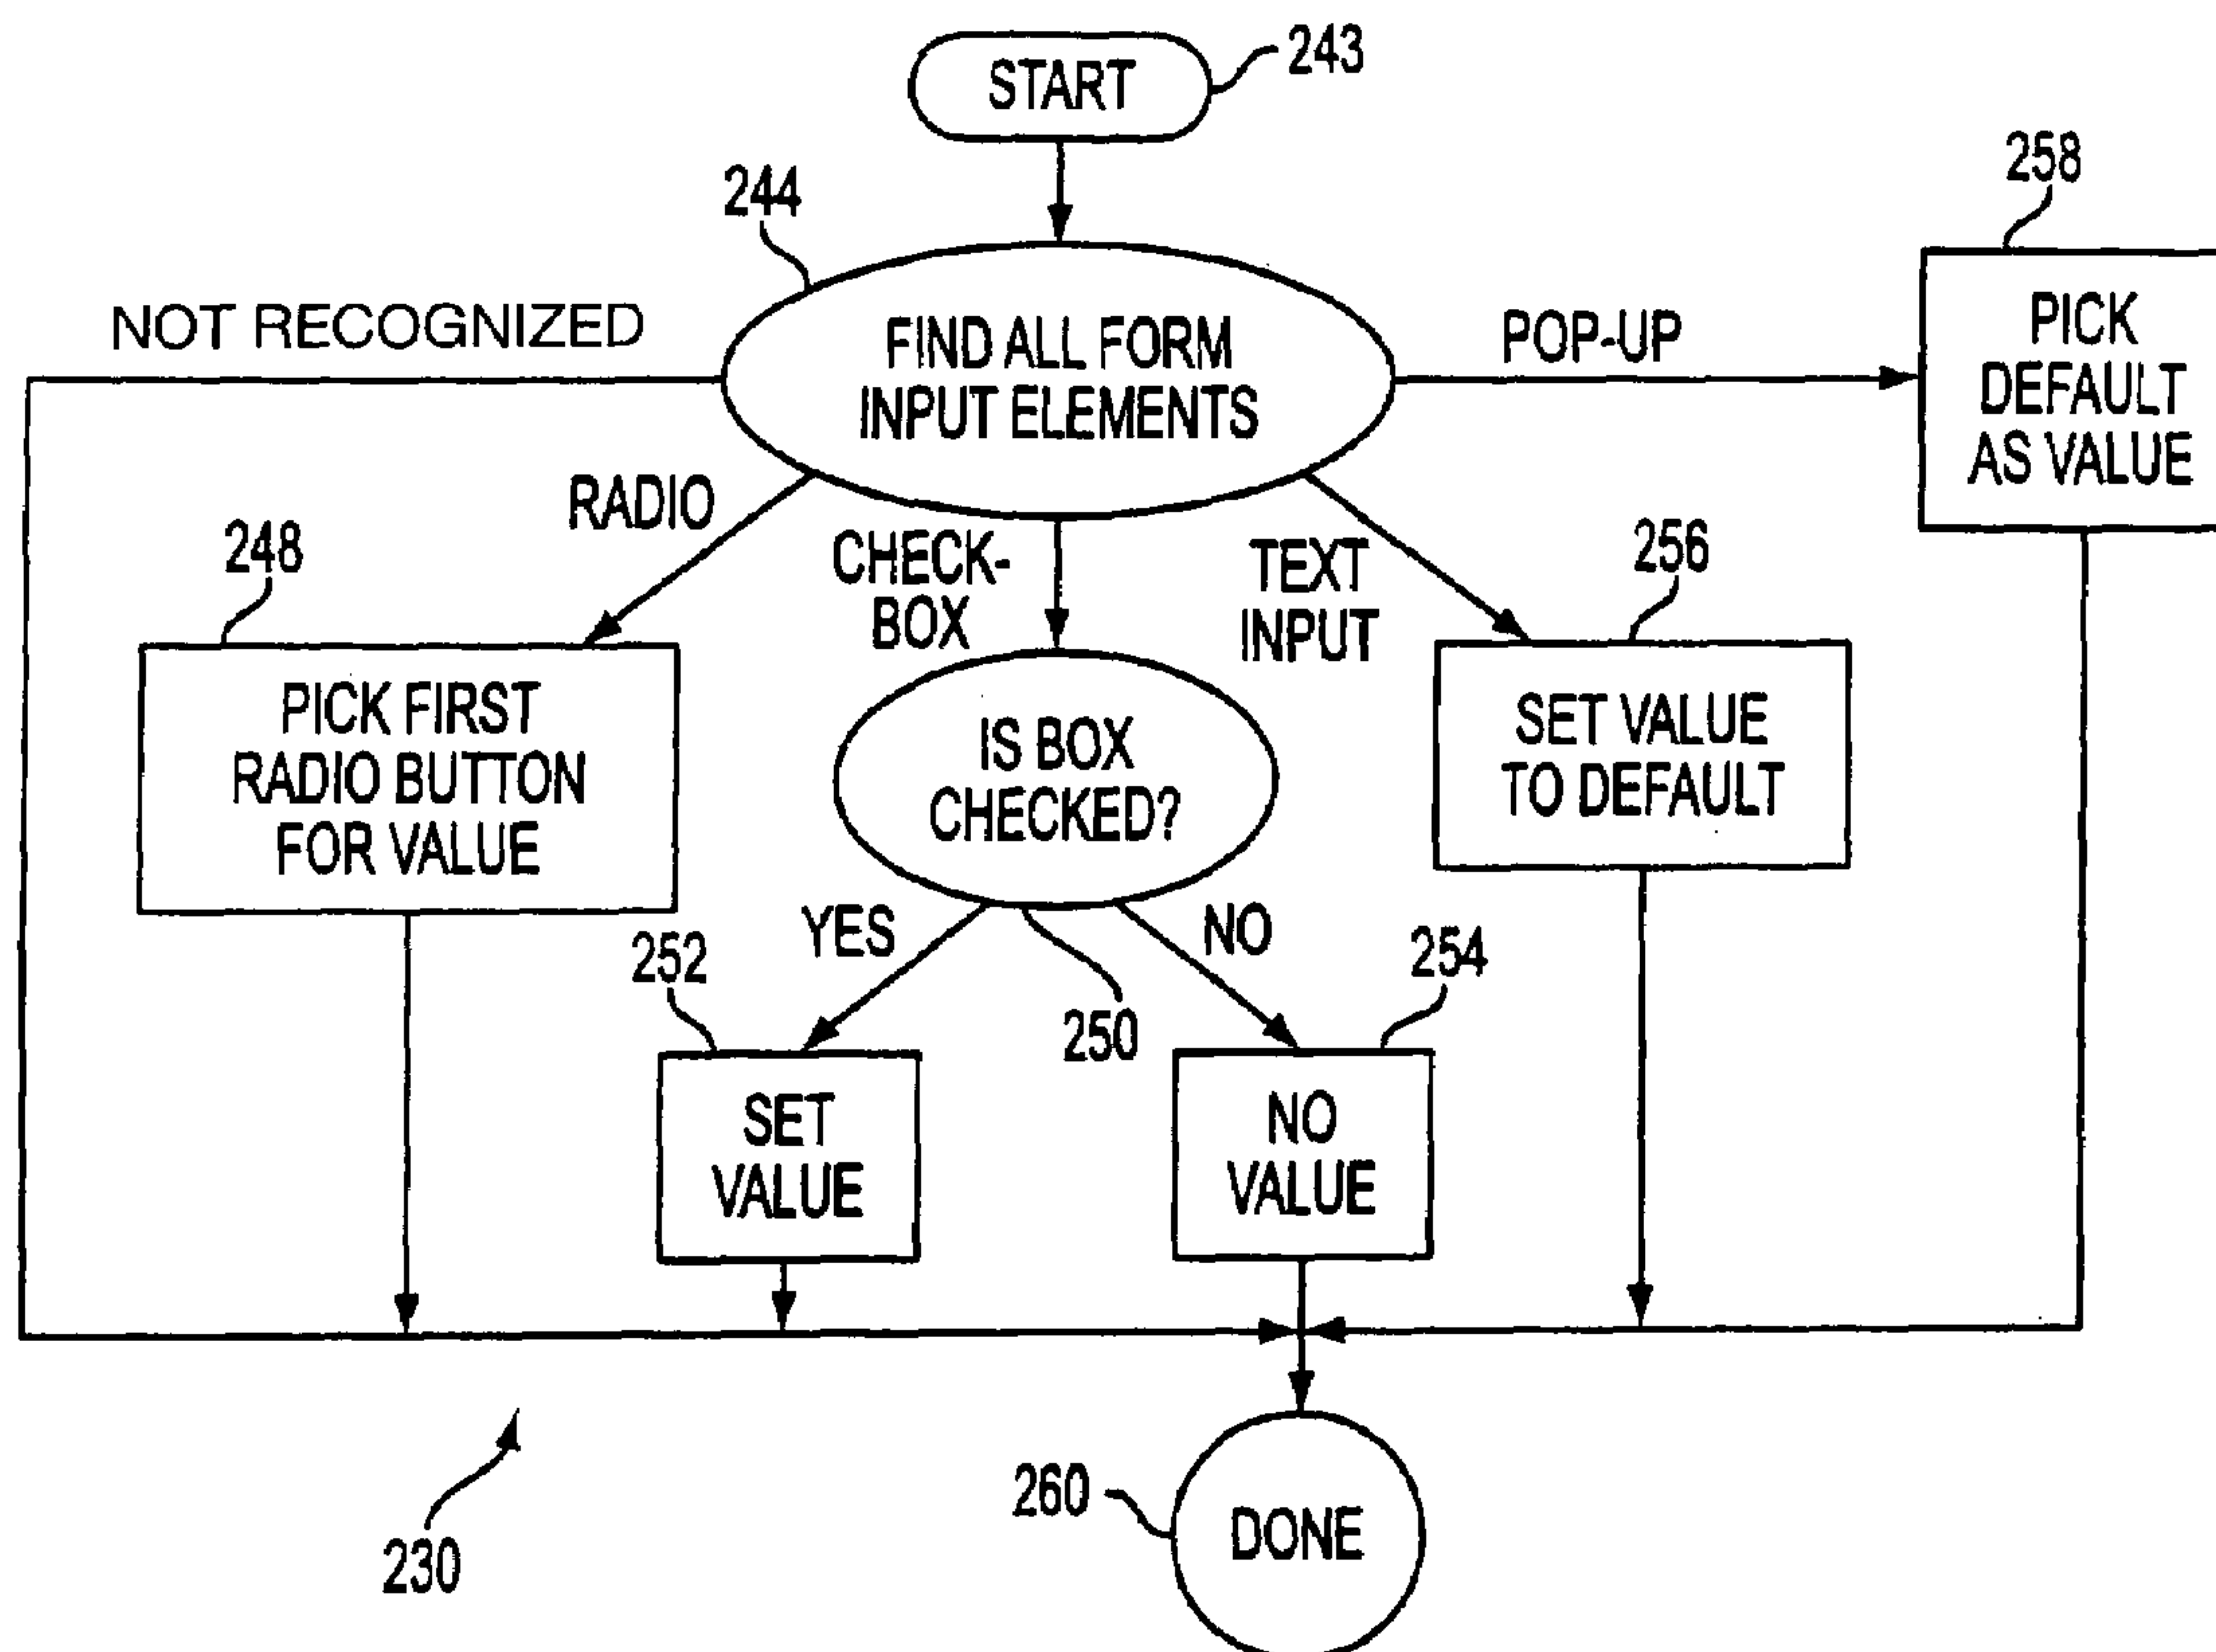 START
243
244
258
NOT RECOGNIZED
FIND ALL FORM
INPUT ELEMENTS
POP-UP
PICK
DEFAULT
AS VALUE
RADIO
CHECK-
BOX
TEXT
INPUT
248
256
PICK FIRST
RADIO BUTTON
FOR VALUE
IS BOX
CHECKED?
SET VALUE
TO DEFAULT
YES
NO
252
250
254
SET
VALUE
NO
VALUE
230
260
DONE